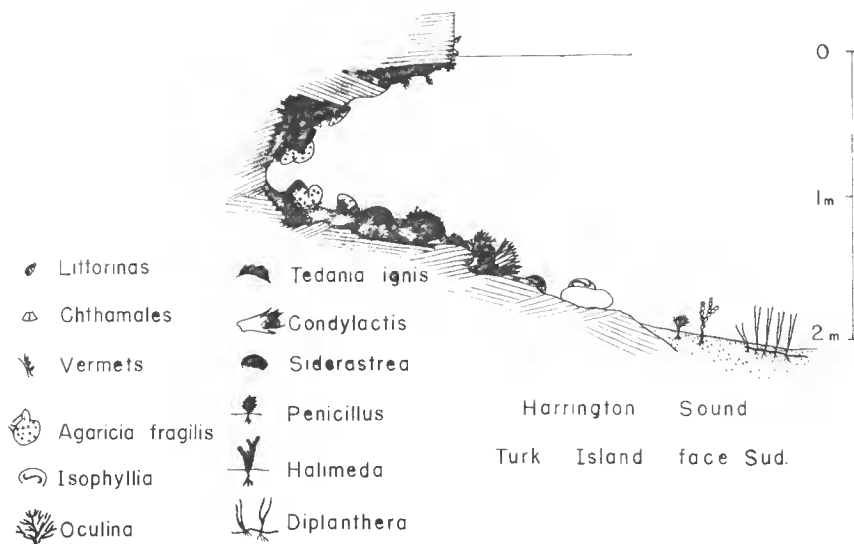 0
1m
2m
Littorinas
Chthamales
Vermets
Agaricia fragilis
Isophyllia
Oculina
Tedania ignis
Condylactis
Siderastrea
Penicillus
Halimeda
Diplanthera
Harrington Sound
Turk Island face Sud.